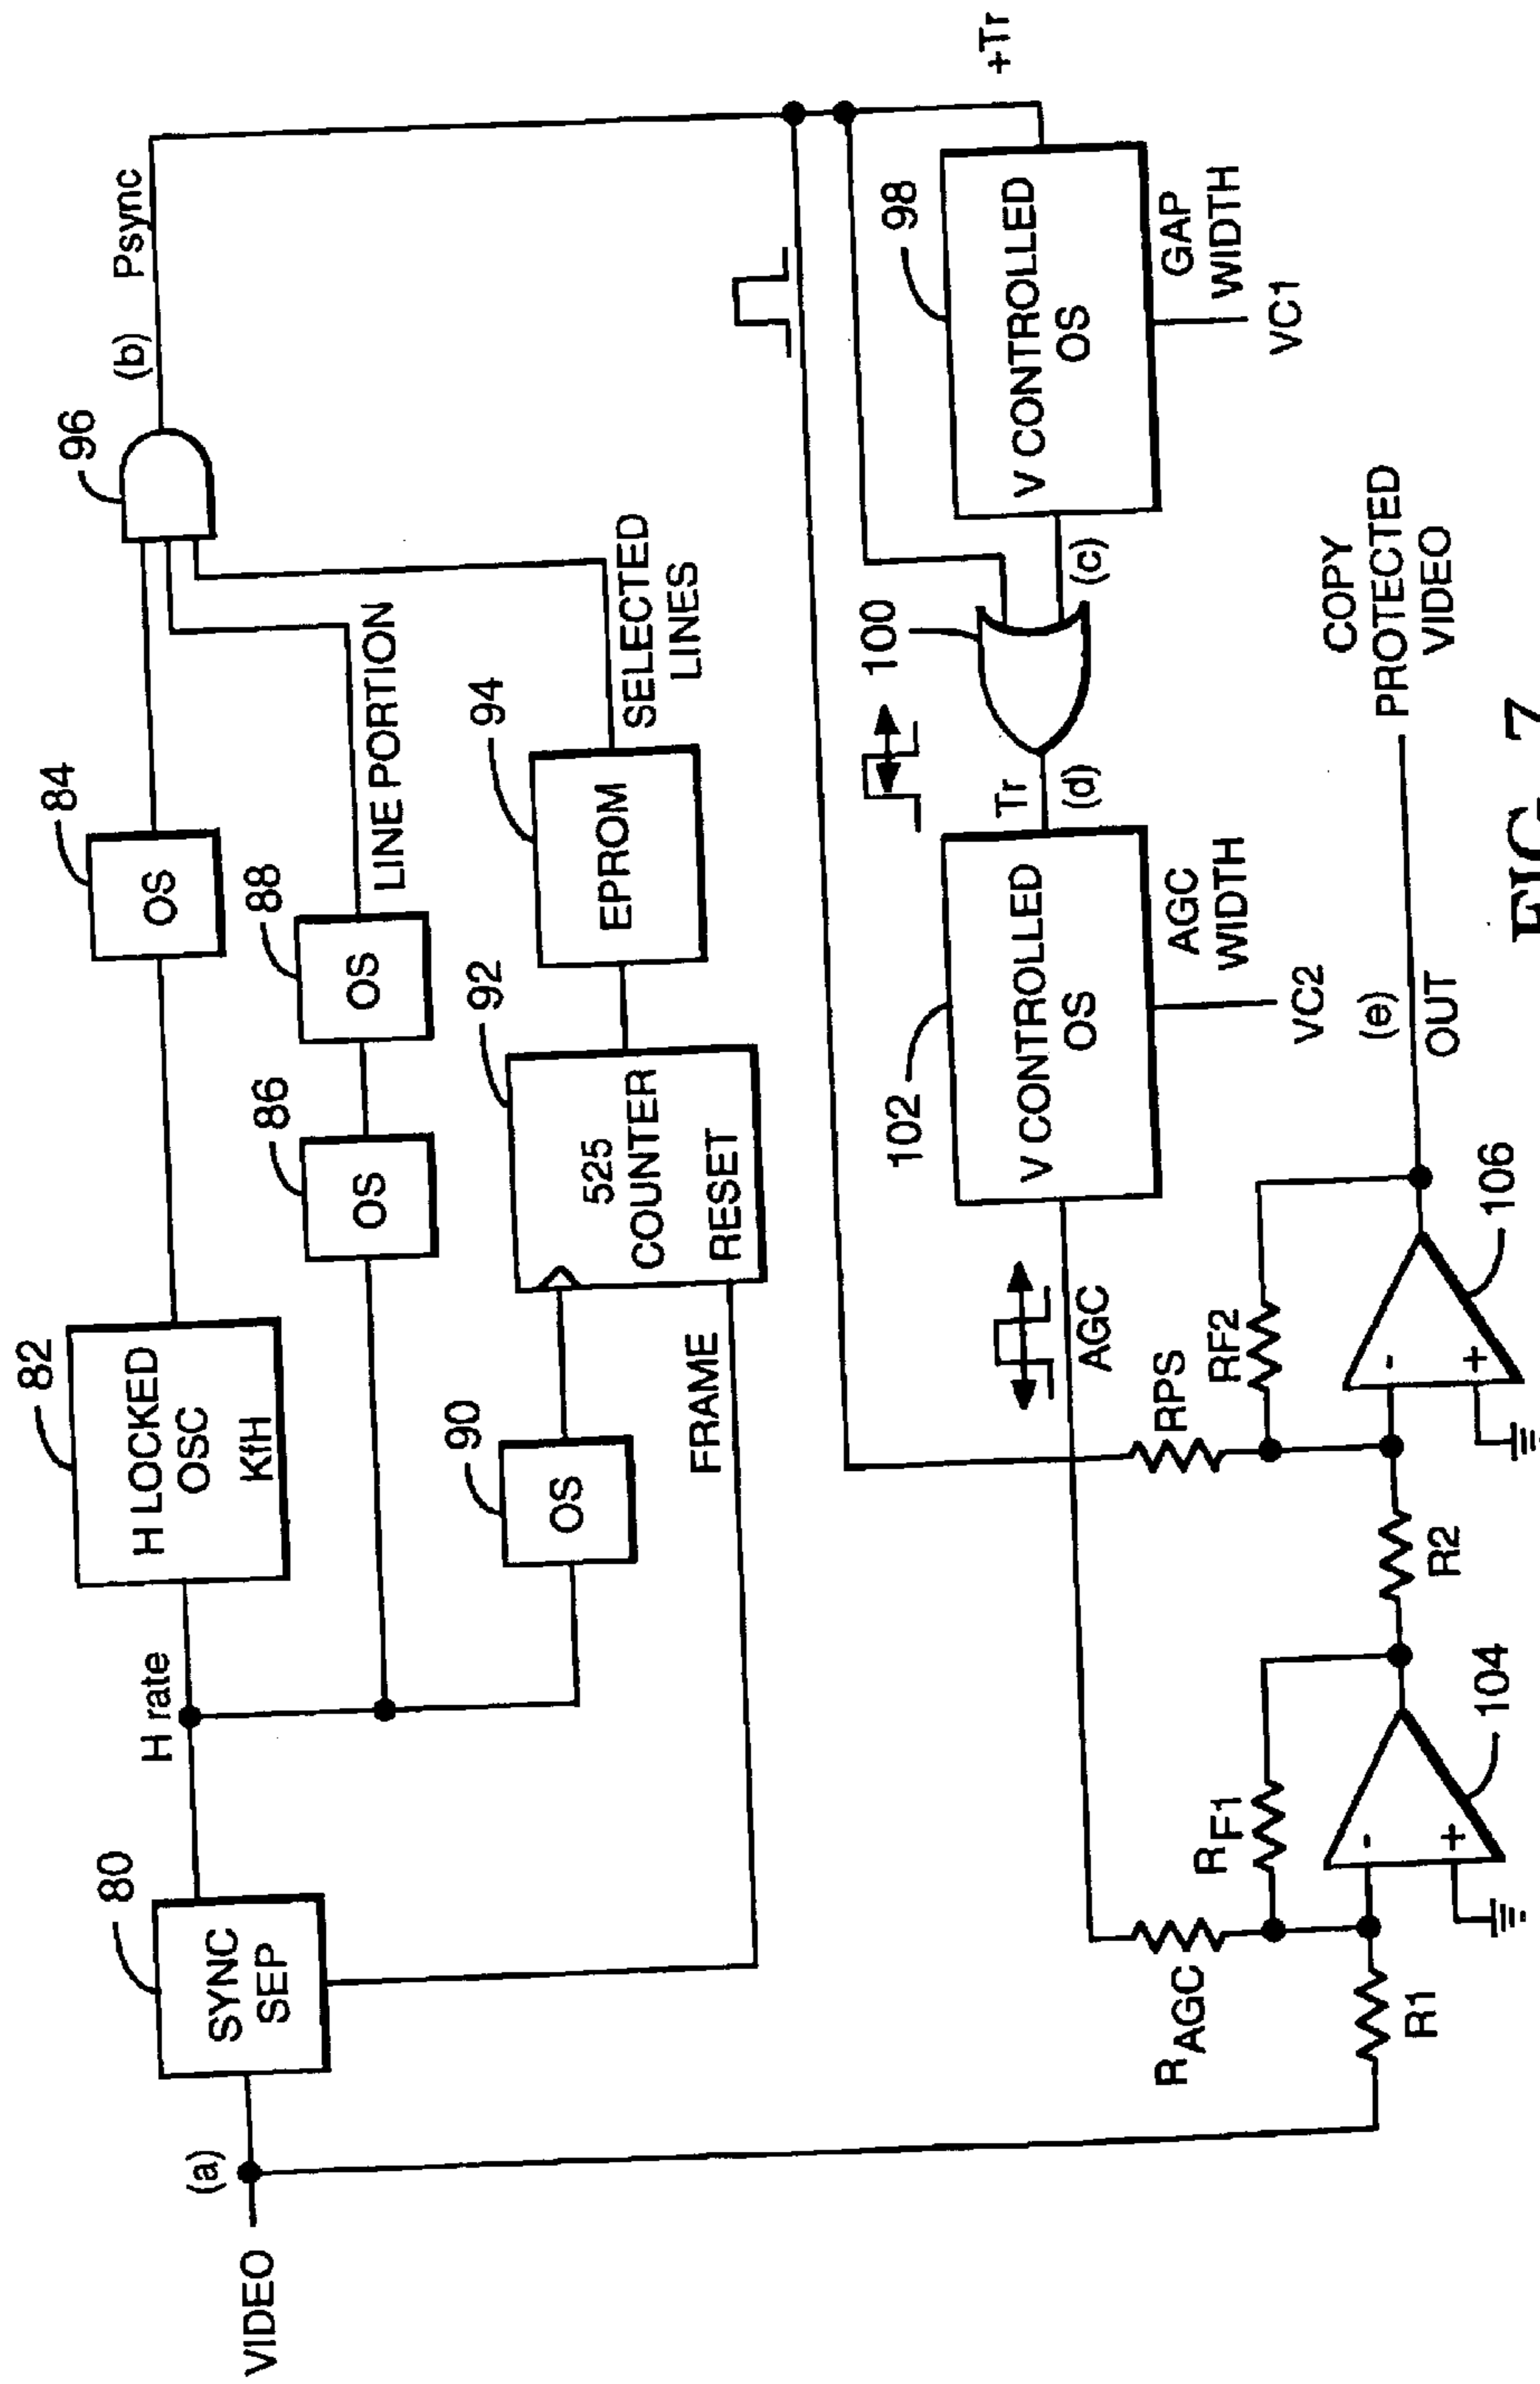 VIDEO
(a)
80
SYNC
SEP
H rate
82
H LOCKED
OSC
KfH
84
OS
86
OS
88
OS
LINE PORTION
90
OS
FRAME
92
525
COUNTER
RESET
94
EPROM
SELECTED
LINES
96
(b)
Psync
+Tr
98
V CONTROLLED
OS
GAP
WIDTH
VC1
(c)
100
Tr
(d)
102
V CONTROLLED
OS
AGC
WIDTH
VC2
AGC
RAGC
R1
RF1
-
+
104
R2
RPS
RF2
-
+
106
(e)
OUT
COPY
PROTECTED
VIDEO
FIG. 7